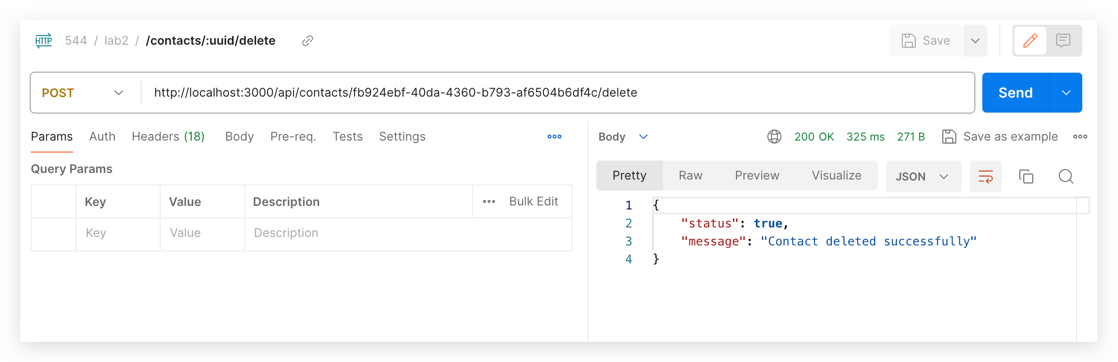 HTTP 544 / lab2 / /contacts/:uuid/delete Save
POST http://localhost:3000/api/contacts/fb924ebf-40da-4360-b793-af6504b6df4c/delete Send
Params Auth Headers (18) Body Pre-req. Tests Settings
Query Params
Key Value Description Bulk Edit
Key Value Description
Body 200 OK 325 ms 271 B Save as example
Pretty Raw Preview Visualize JSON
1 {
2 "status": true,
3 "message": "Contact deleted successfully"
4 }